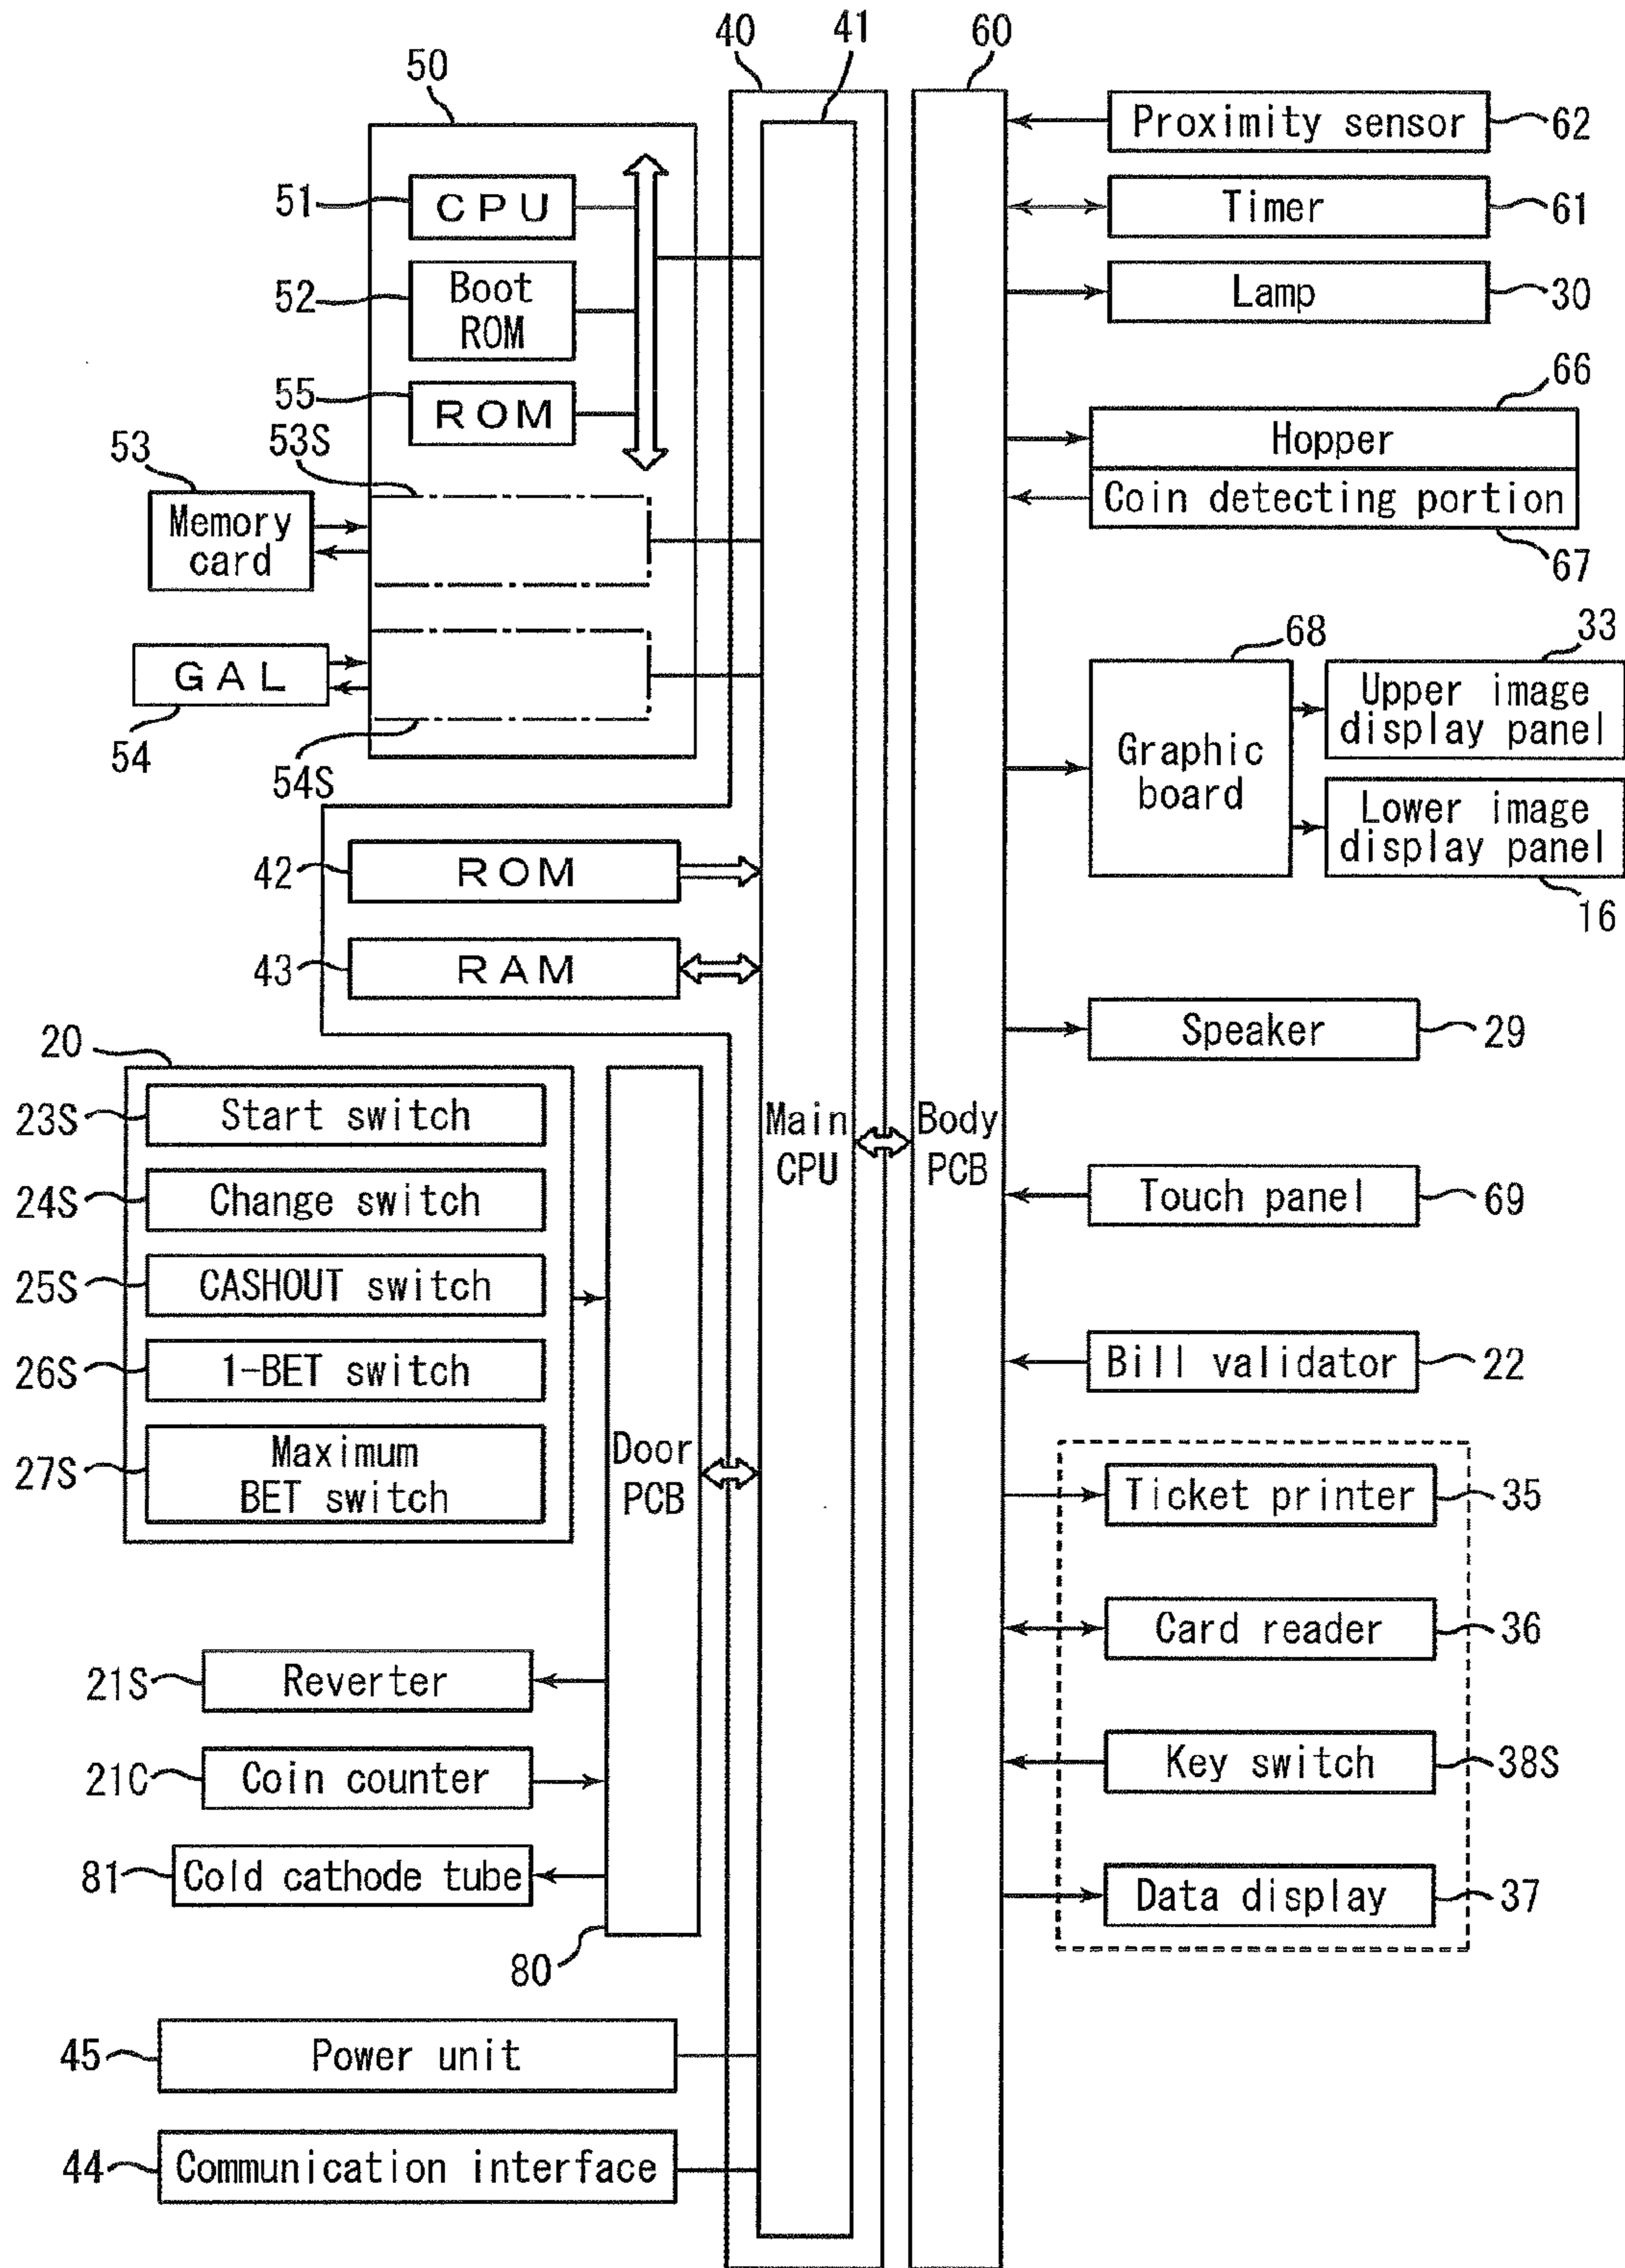 40
41
60
50
Proximity sensor
62
51
CPU
Timer
61
52
Boot
ROM
Lamp
30
55
ROM
66
53
53S
Hopper
Memory
card
Coin detecting portion
67
68
33
GAL
Upper image
display panel
54
54S
Graphic
board
Lower image
display panel
42
ROM
16
43
RAM
20
Speaker
29
23S
Start switch
Main
CPU
Body
PCB
24S
Change switch
Touch panel
69
25S
CASHOUT switch
26S
1-BET switch
Bill validator
22
27S
Maximum
BET switch
Door
PCB
Ticket printer
35
Card reader
36
21S
Reverter
Key switch
38S
21C
Coin counter
81
Cold cathode tube
Data display
37
80
45
Power unit
44
Communication interface